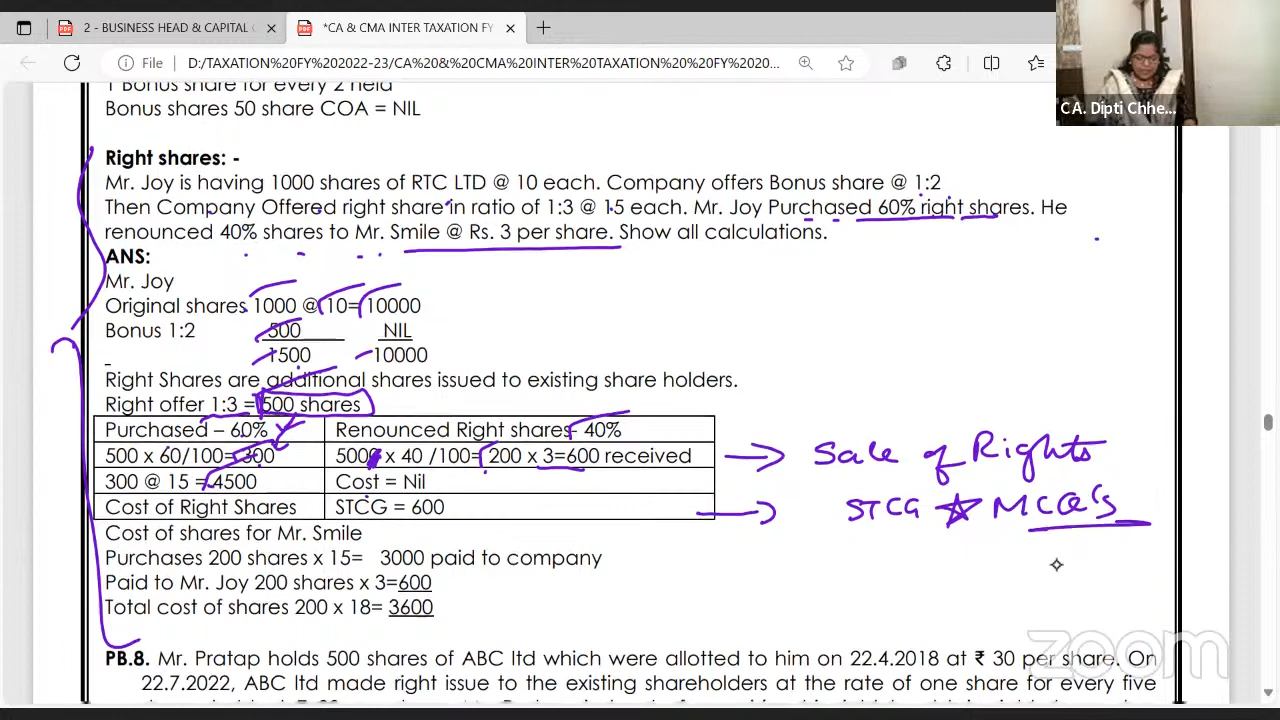 2 - BUSINESS HEAD & CAPITAL
*CA & CMA INTER TAXATION FY
File
D:/TAXATION%20FY%202022-23/CA%20&%20CMA%20INTER%20TAXATION%20%20FY%20...
1 Bonus share for every 2 held
Bonus shares 50 share COA = NIL
Right shares: -
Mr. Joy is having 1000 shares of RTC LTD @ 10 each. Company offers Bonus share @ 1:2
Then Company Offered right share in ratio of 1:3 @ 15 each. Mr. Joy Purchased 60% right shares. He
renounced 40% shares to Mr. Smile @ Rs. 3 per share. Show all calculations.
ANS:
Mr. Joy
Original shares 1000 @ 10= 10000
Bonus 1:2 500 NIL
1500 10000
Right Shares are additional shares issued to existing share holders.
Right offer 1:3 = 500 shares
Purchased – 60% Renounced Right shares- 40%
500 x 60/100= 300 5000 x 40 /100= 200 x 3=600 received
300 @ 15 = 4500 Cost = Nil
Cost of Right Shares STCG = 600
→ Sale of Rights
→ STCG ☆ MCQ's
Cost of shares for Mr. Smile
Purchases 200 shares x 15= 3000 paid to company
Paid to Mr. Joy 200 shares x 3=600
Total cost of shares 200 x 18= 3600
PB.8. Mr. Pratap holds 500 shares of ABC ltd which were allotted to him on 22.4.2018 at ₹ 30 per share. On
22.7.2022, ABC ltd made right issue to the existing shareholders at the rate of one share for every five
CA. Dipti Chhe...
zoom